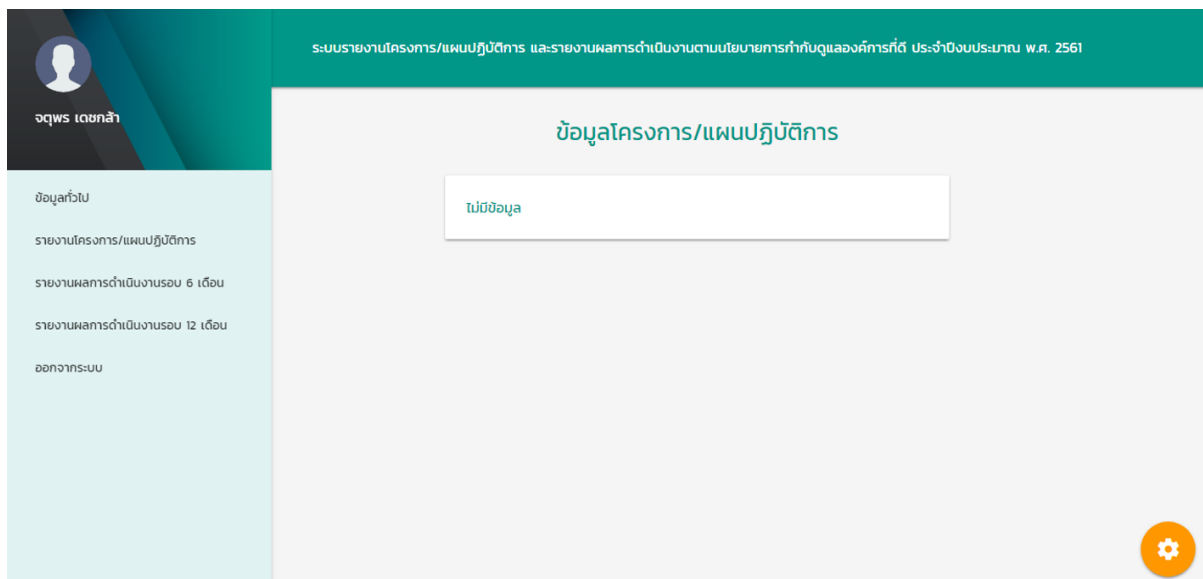 จตุพร เดชกล้า
ข้อมูลทั่วไป
รายงานโครงการ/แผนปฏิบัติการ
รายงานผลการดำเนินงานรอบ 6 เดือน
รายงานผลการดำเนินงานรอบ 12 เดือน
ออกจากระบบ
ระบบรายงานโครงการ/แผนปฏิบัติการ และรายงานผลการดำเนินงานตามนโยบายการกำกับดูแลองค์การที่ดี ประจำปีงบประมาณ พ.ศ. 2561
ข้อมูลโครงการ/แผนปฏิบัติการ
ไม่มีข้อมูล